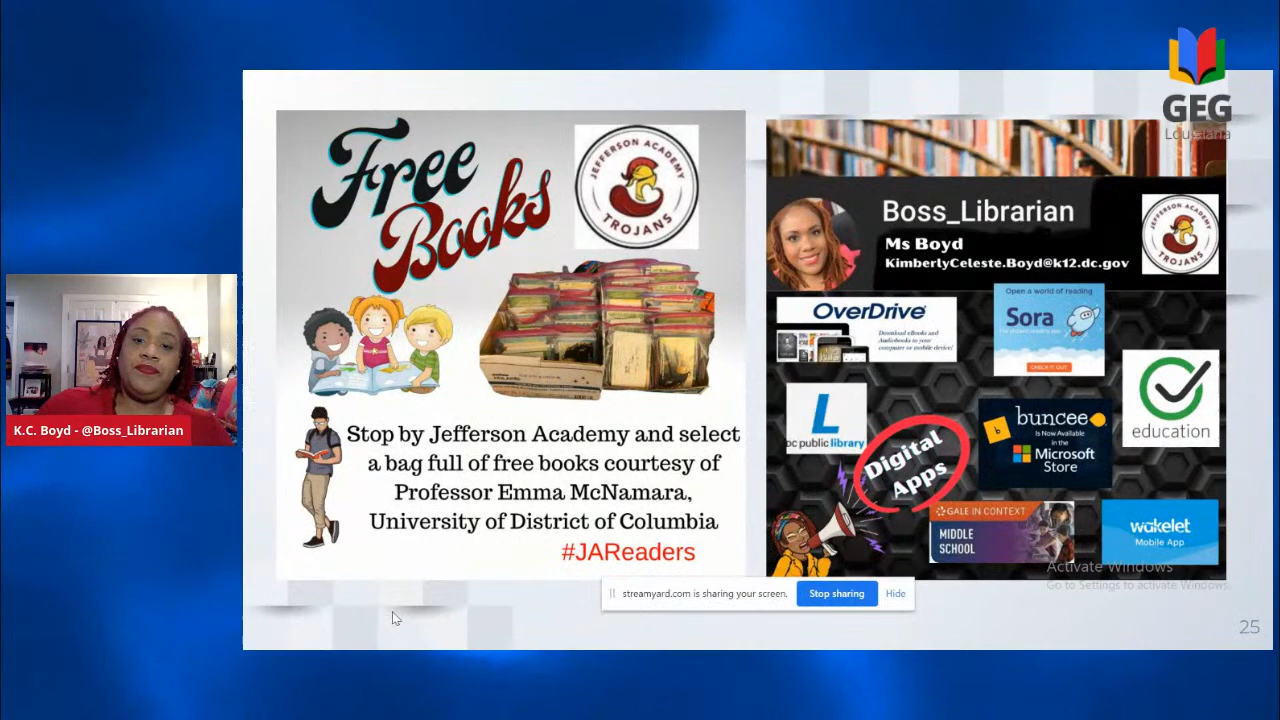 GEG
Louisiana
Free
Books
JEFFERSON ACADEMY
TROJANS
Stop by Jefferson Academy and select
a bag full of free books courtesy of
Professor Emma McNamara,
University of District of Columbia
#JAReaders
Boss_Librarian
Ms Boyd
KimberlyCeleste.Boyd@k12.dc.gov
JEFFERSON ACADEMY
TROJANS
OverDrive
Download eBooks and
Audiobooks to your
computer or mobile device!
Open a world of reading
Sora
CHECK IT OUT
education
dc public library
Digital
Apps
buncee
b
Is Now Available
in the
Microsoft
Store
GALE IN CONTEXT
MIDDLE
SCHOOL
wakelet
Mobile App
Activate Windows
Go to Settings to activate Windows.
K.C. Boyd - @Boss_Librarian
streamyard.com is sharing your screen.
Stop sharing
Hide
25